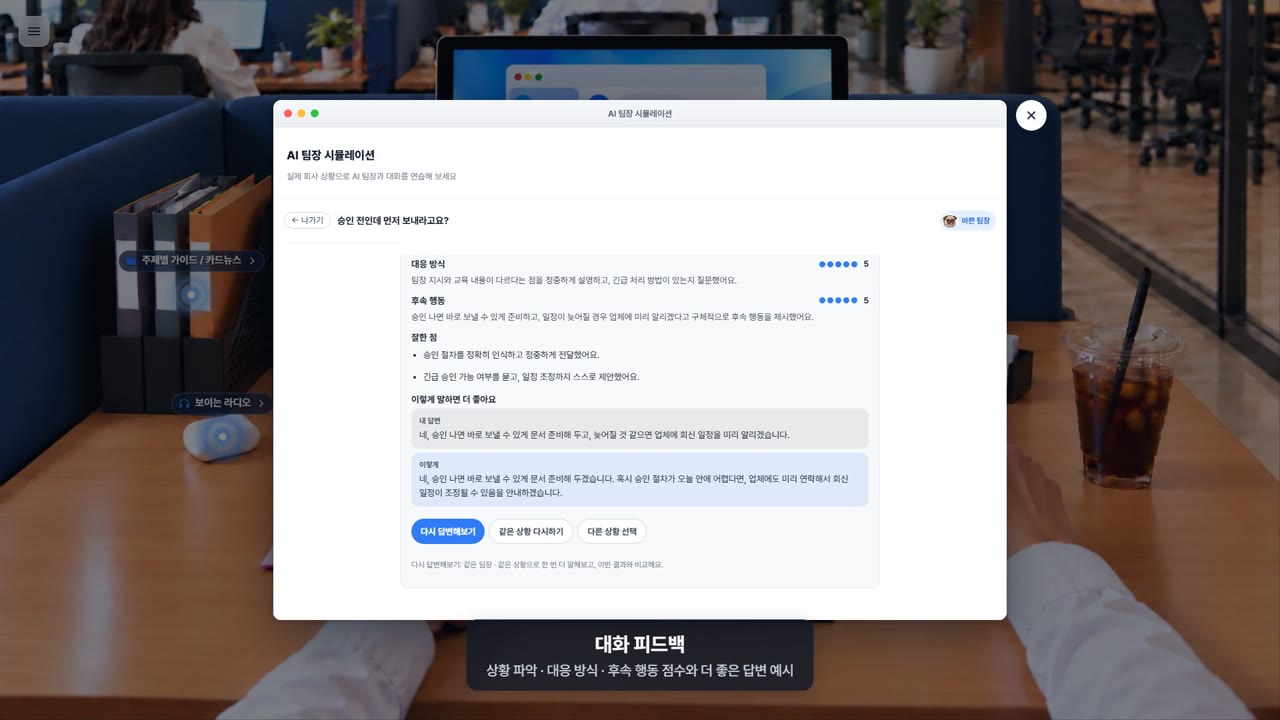 AI 팀장 시뮬레이션
AI 팀장 시뮬레이션
실제 회사 상황으로 AI 팀장과 대화를 연습해 보세요
← 나가기
승인 전인데 먼저 보내라고요?
바쁜 팀장
대응 방식
5
팀장 지시와 교육 내용이 다르다는 점을 정중하게 설명하고, 긴급 처리 방법이 있는지 질문했어요.
후속 행동
5
승인 나면 바로 보낼 수 있게 준비하고, 일정이 늦어질 경우 업체에 미리 알리겠다고 구체적으로 후속 행동을 제시했어요.
잘한 점
• 승인 절차를 정확히 인식하고 정중하게 전달했어요.
• 긴급 승인 가능 여부를 묻고, 일정 조정까지 스스로 제안했어요.
이렇게 말하면 더 좋아요
내 답변
네, 승인 나면 바로 보낼 수 있게 문서 준비해 두고, 늦어질 것 같으면 업체에 회신 일정을 미리 알리겠습니다.
이렇게
네, 승인 나면 바로 보낼 수 있게 문서 준비해 두겠습니다. 혹시 승인 절차가 오늘 안에 어렵다면, 업체에도 미리 연락해서 회신
일정이 조정될 수 있음을 안내하겠습니다.
다시 답변해보기
같은 상황 다시하기
다른 상황 선택
다시 답변해보기: 같은 팀장 · 같은 상황으로 한 번 더 말해보고, 이번 결과와 비교해요.
주제별 가이드 / 카드뉴스
보이는 라디오
대화 피드백
상황 파악 · 대응 방식 · 후속 행동 점수와 더 좋은 답변 예시